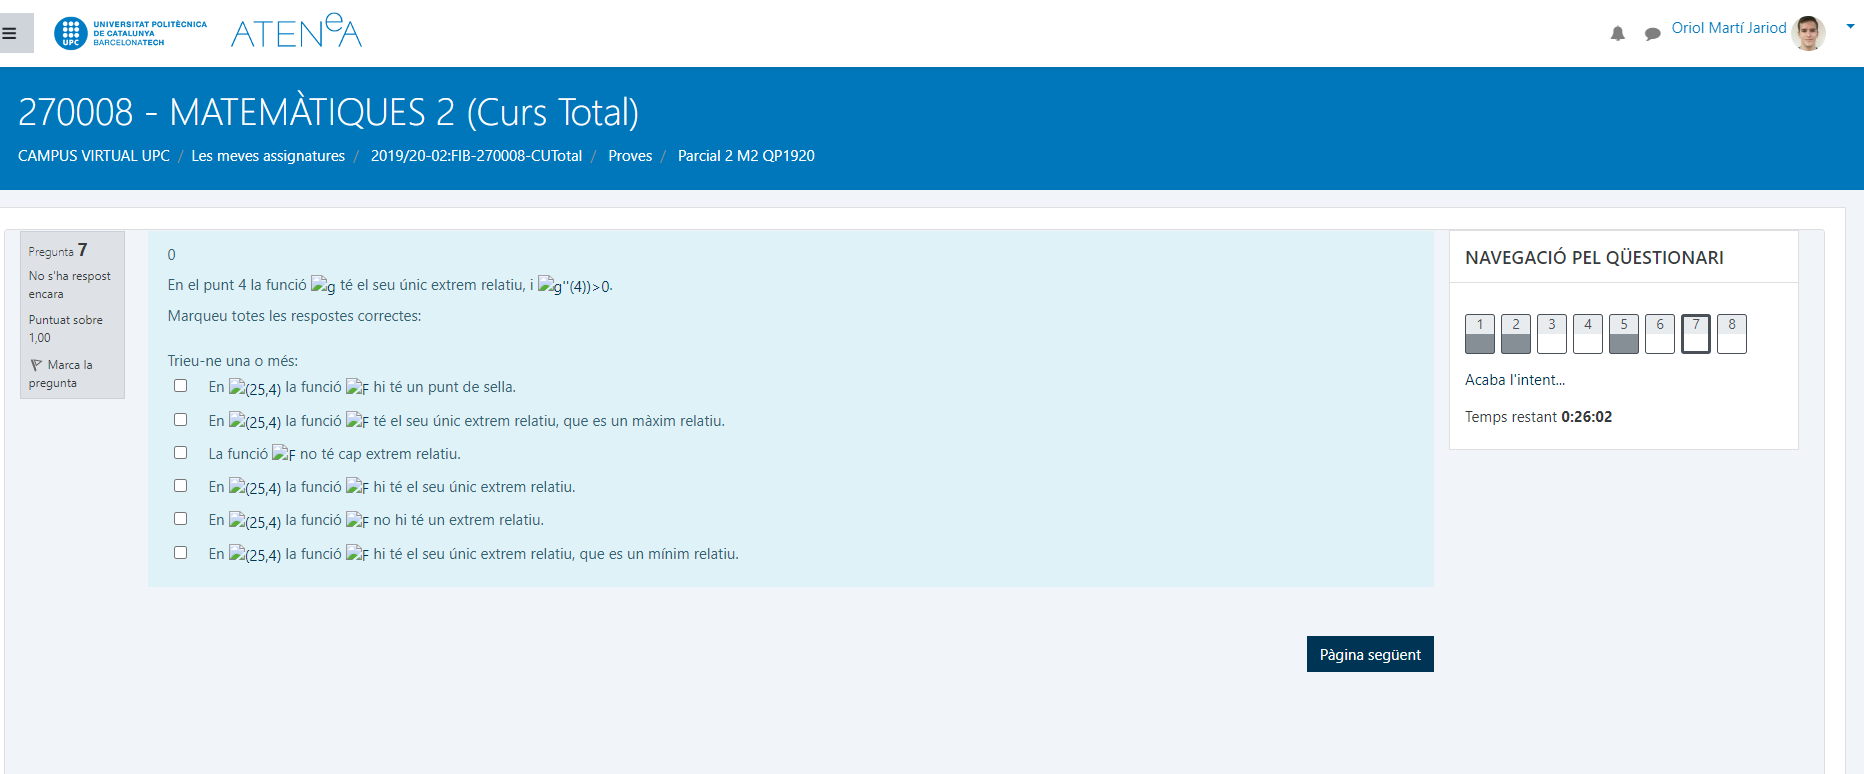 UNIVERSITAT POLITÈCNICA
DE CATALUNYA
BARCELONATECH
UPC
ATENeA
Oriol Martí Jariod
270008 - MATEMÀTIQUES 2 (Curs Total)
CAMPUS VIRTUAL UPC / Les meves assignatures / 2019/20-02:FIB-270008-CUTotal / Proves / Parcial 2 M2 QP1920
Pregunta 7
No s'ha respost
encara
Puntuat sobre
1,00
Marca la
pregunta
0
En el punt 4 la funció g té el seu únic extrem relatiu, i g''(4))>0.
Marqueu totes les respostes correctes:
Trieu-ne una o més:
En (25,4) la funció F hi té un punt de sella.
En (25,4) la funció F té el seu únic extrem relatiu, que es un màxim relatiu.
La funció F no té cap extrem relatiu.
En (25,4) la funció F hi té el seu únic extrem relatiu.
En (25,4) la funció F no hi té un extrem relatiu.
En (25,4) la funció F hi té el seu únic extrem relatiu, que es un mínim relatiu.
Pàgina següent
NAVEGACIÓ PEL QÜESTIONARI
1 2 3 4 5 6 7 8
Acaba l'intent...
Temps restant 0:26:02